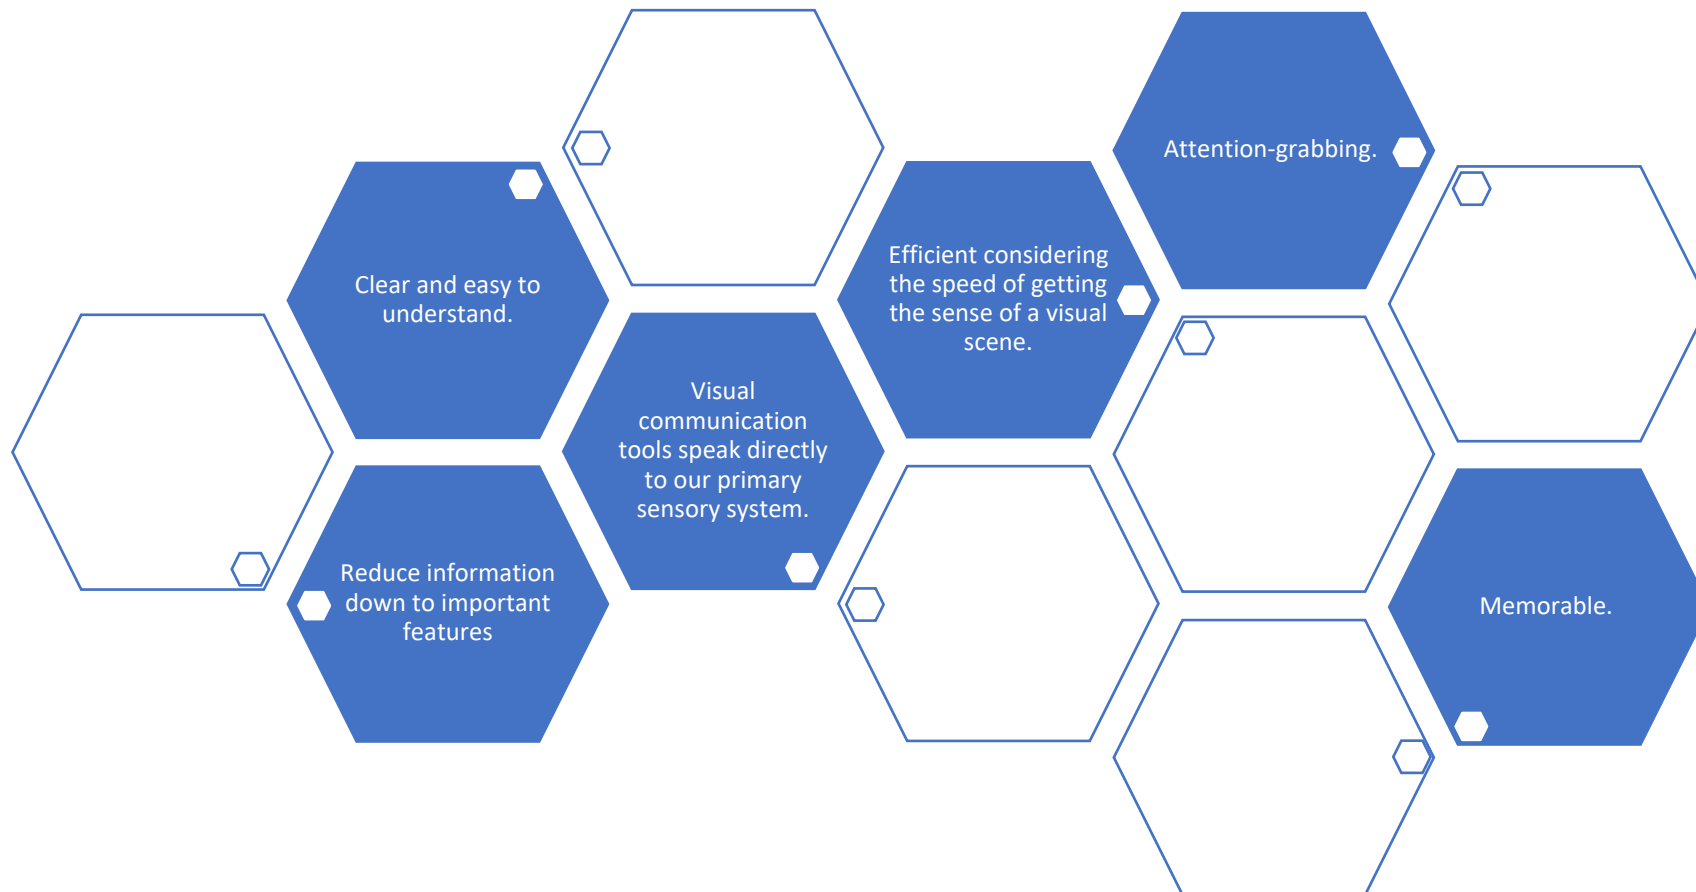 Clear and easy to
understand.
Reduce information
down to important
features
Visual
communication
tools speak directly
to our primary
sensory system.
Efficient considering
the speed of getting
the sense of a visual
scene.
Attention-grabbing.
Memorable.